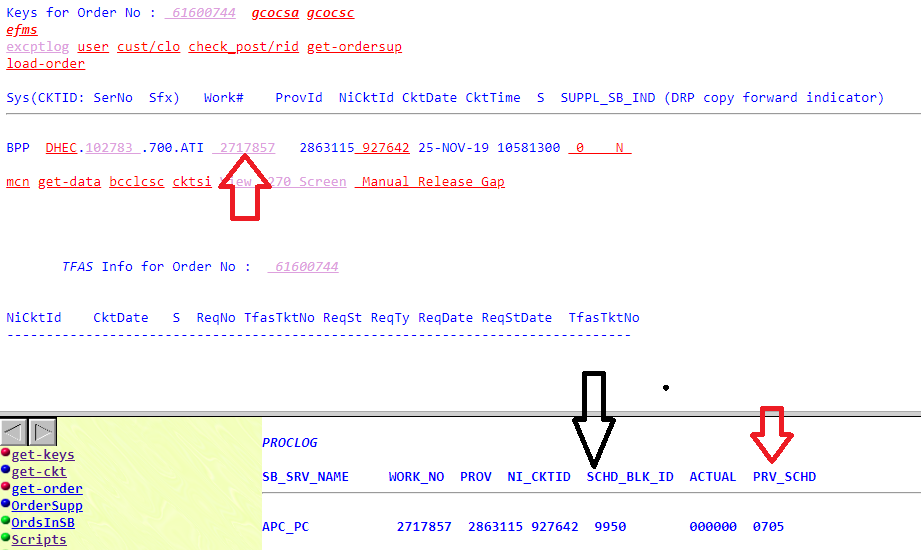 Keys for Order No : 61600744 gcocsa gcocsc
efms
excptlog user cust/clo check_post/rid get-ordersup
load-order
Sys(CKTID: SerNo Sfx) Work# ProvId NiCktId CktDate CktTime S SUPPL_SB_IND (DRP copy forward indicator)
BPP DHEC.102783 .700.ATI 2717857 2863115 927642 25-NOV-19 10581300 0 N
mcn get-data bcclcsc cktsi View 270 Screen Manual Release Gap
TFAS Info for Order No : 61600744
NiCktId CktDate S ReqNo TfasTktNo ReqSt ReqTy ReqDate ReqStDate TfasTktNo
get-keys
get-ckt
get-order
OrderSupp
OrdsInSB
Scripts
PROCLOG
SB_SRV_NAME WORK_NO PROV NI_CKTID SCHD_BLK_ID ACTUAL PRV_SCHD
APC_PC 2717857 2863115 927642 9950 000000 0705